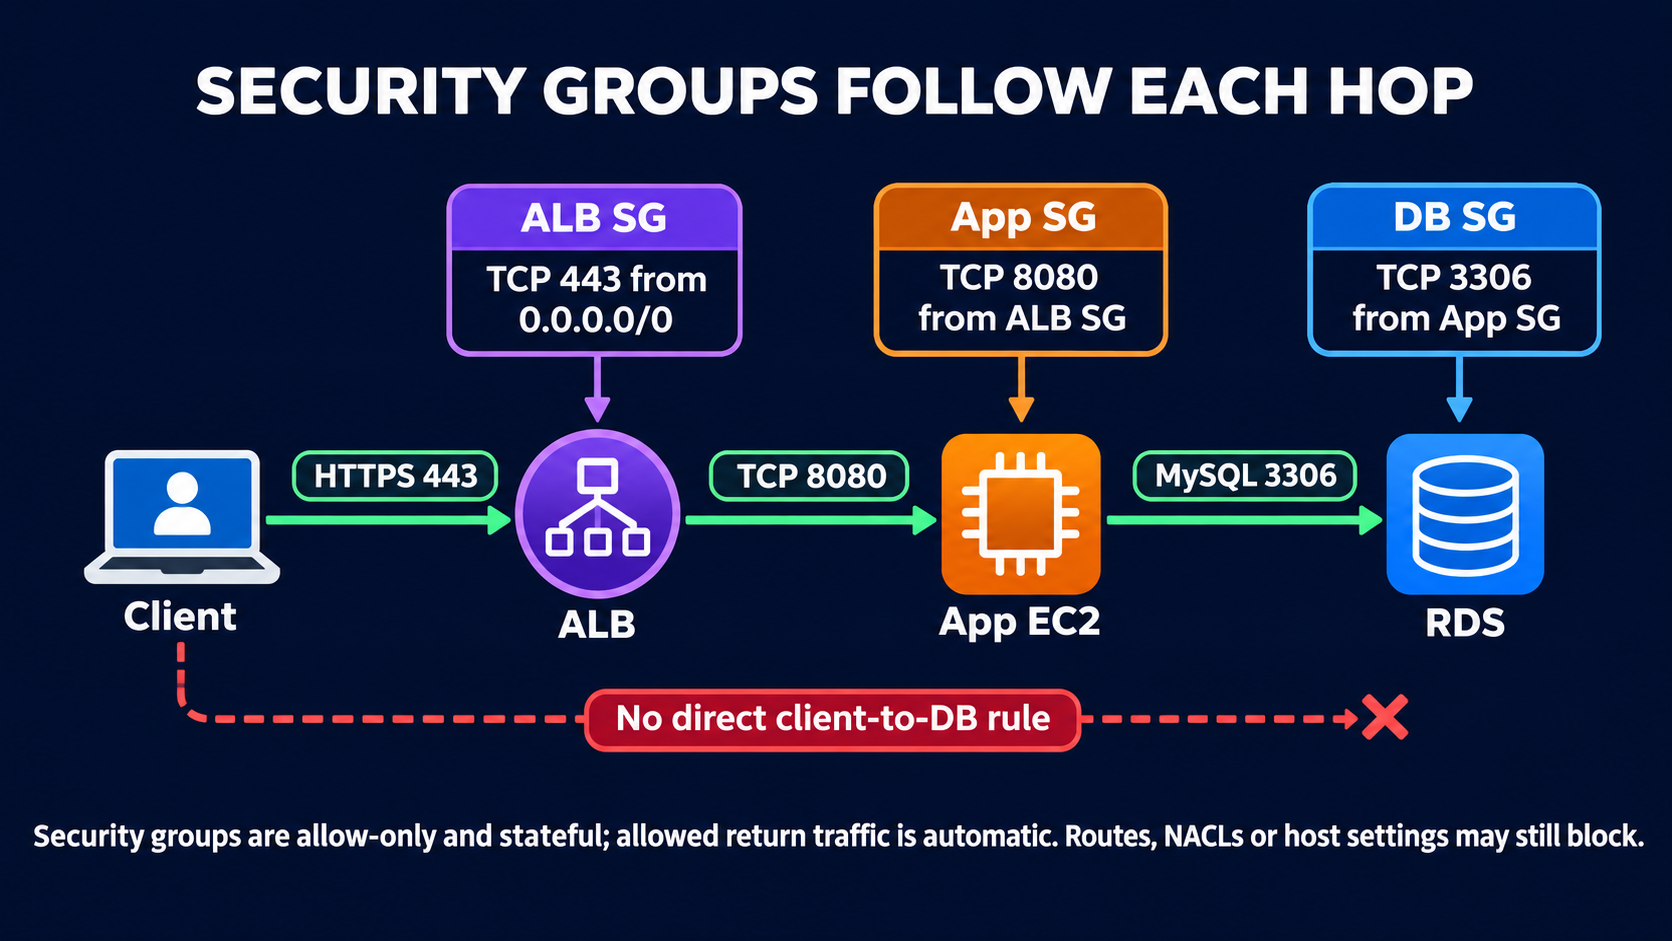 SECURITY GROUPS FOLLOW EACH HOP
ALB SG
TCP 443 from
0.0.0.0/0
App SG
TCP 8080
from ALB SG
DB SG
TCP 3306
from App SG
HTTPS 443
TCP 8080
MySQL 3306
Client
ALB
App EC2
RDS
No direct client-to-DB rule
Security groups are allow-only and stateful; allowed return traffic is automatic. Routes, NACLs or host settings may still block.